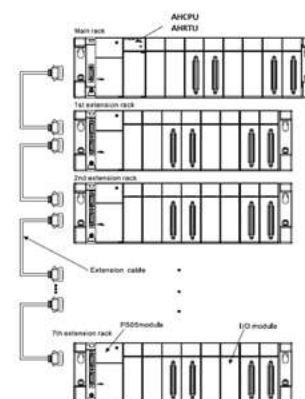 AHCPU
AHRTU
Main rack
1st extension rack
2nd extension rack
Extension cable
7th extension rack
PS05module
I/O module